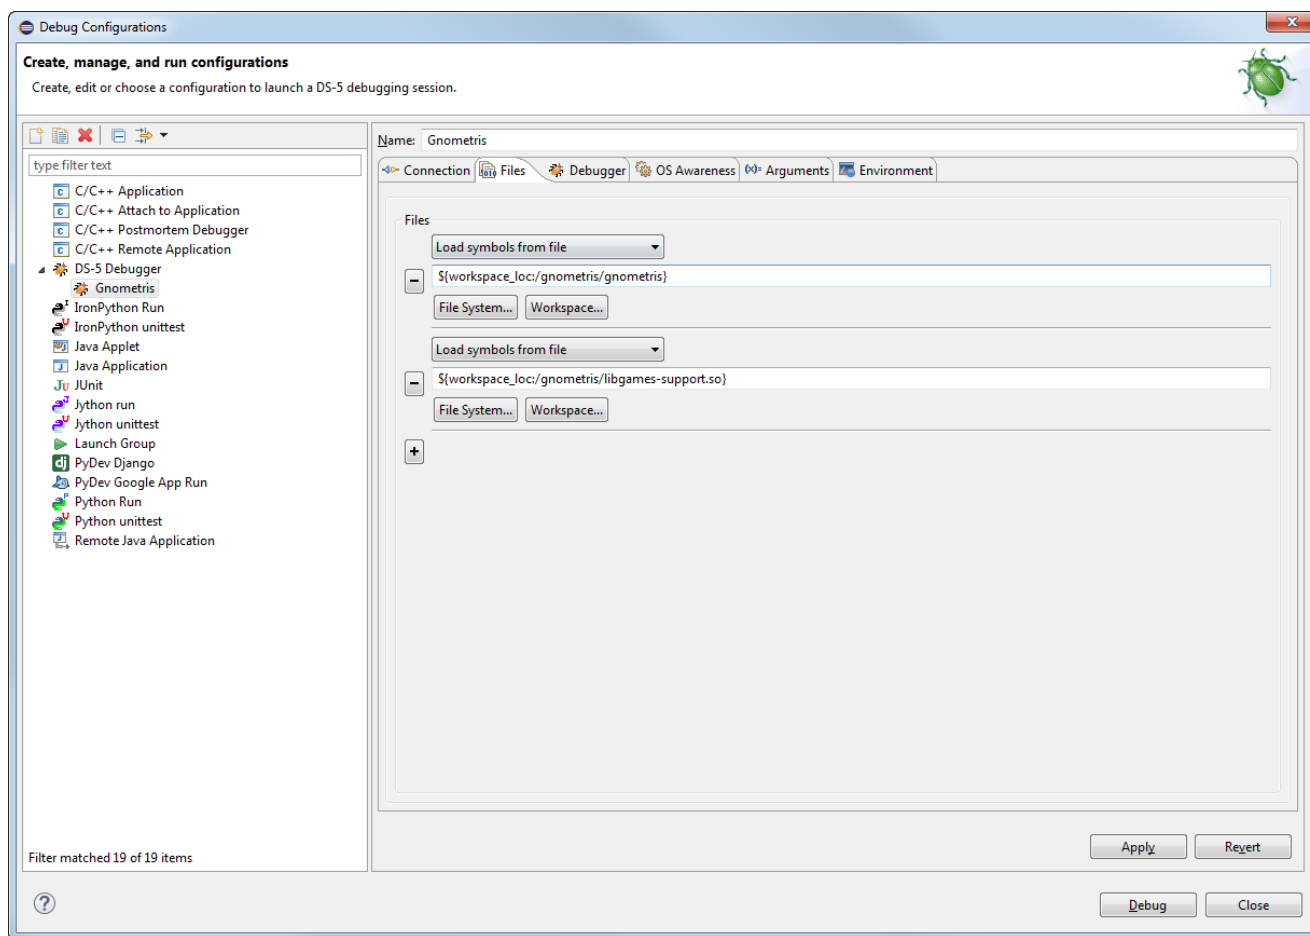 Debug Configurations
Create, manage, and run configurations
Create, edit or choose a configuration to launch a DS-5 debugging session.
type filter text
C/C++ Application
C/C++ Attach to Application
C/C++ Postmortem Debugger
C/C++ Remote Application
DS-5 Debugger
Gnometris
IronPython Run
IronPython unittest
Java Applet
Java Application
JUnit
Jython run
Jython unittest
Launch Group
PyDev Django
PyDev Google App Run
Python Run
Python unittest
Remote Java Application
Filter matched 19 of 19 items
Name: Gnometris
Connection Files Debugger OS Awareness Arguments Environment
Files
Load symbols from file
${workspace_loc:/gnometris/gnometris}
File System... Workspace...
Load symbols from file
${workspace_loc:/gnometris/libgames-support.so}
File System... Workspace...
Apply Revert
Debug Close